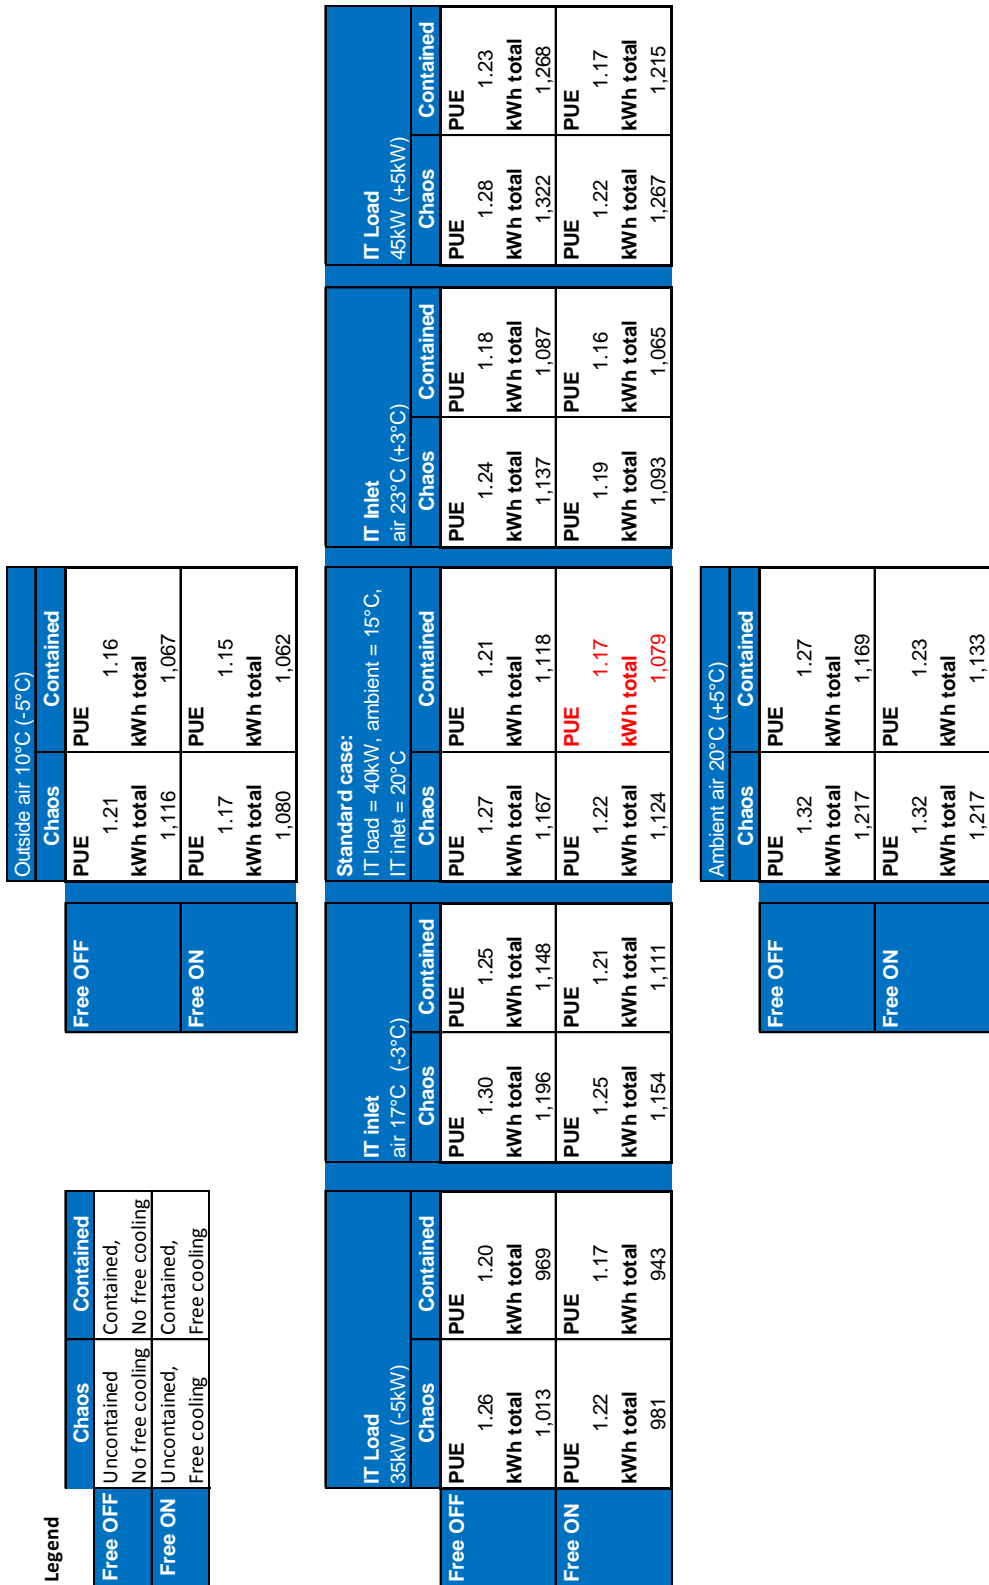 Legend
Chaos Contained
Free OFF Uncontained Contained,
No free cooling No free cooling
Free ON Uncontained, Contained,
Free cooling Free cooling
Outside air 10°C (-5°C)
Chaos Contained
Free OFF PUE PUE
1.21 1.16
kWh total kWh total
1,116 1,067
Free ON PUE PUE
1.17 1.15
kWh total kWh total
1,080 1,062
IT Load
35kW (-5kW)
Chaos Contained
Free OFF PUE PUE
1.26 1.20
kWh total kWh total
1,013 969
Free ON PUE PUE
1.22 1.17
kWh total kWh total
981 943
IT inlet
air 17°C (-3°C)
Chaos Contained
PUE PUE
1.30 1.25
kWh total kWh total
1,196 1,148
PUE PUE
1.25 1.21
kWh total kWh total
1,154 1,111
Standard case:
IT load = 40kW, ambient = 15°C,
IT inlet = 20°C
Chaos Contained
PUE PUE
1.27 1.21
kWh total kWh total
1,167 1,118
PUE PUE
1.22 1.17
kWh total kWh total
1,124 1,079
IT Inlet
air 23°C (+3°C)
Chaos Contained
PUE PUE
1.24 1.18
kWh total kWh total
1,137 1,087
PUE PUE
1.19 1.16
kWh total kWh total
1,093 1,065
IT Load
45kW (+5kW)
Chaos Contained
PUE PUE
1.28 1.23
kWh total kWh total
1,322 1,268
PUE PUE
1.22 1.17
kWh total kWh total
1,267 1,215
Ambient air 20°C (+5°C)
Chaos Contained
Free OFF PUE PUE
1.32 1.27
kWh total kWh total
1,217 1,169
Free ON PUE PUE
1.32 1.23
kWh total kWh total
1,217 1,133